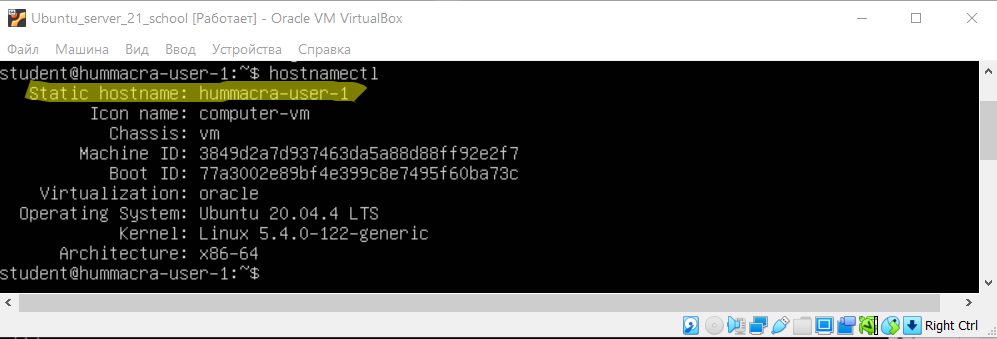 Ubuntu_server_21_school [Работает] - Oracle VM VirtualBox
Файл Машина Вид Ввод Устройства Справка
student@hummacra-user-1:~$ hostnamectl
Static hostname: hummacra-user-1
Icon name: computer-vm
Chassis: vm
Machine ID: 3849d2a7d937463da5a88d88ff92e2f7
Boot ID: 77a3002e89bf4e399c8e7495f60ba73c
Virtualization: oracle
Operating System: Ubuntu 20.04.4 LTS
Kernel: Linux 5.4.0-122-generic
Architecture: x86-64
student@hummacra-user-1:~$
Right Ctrl